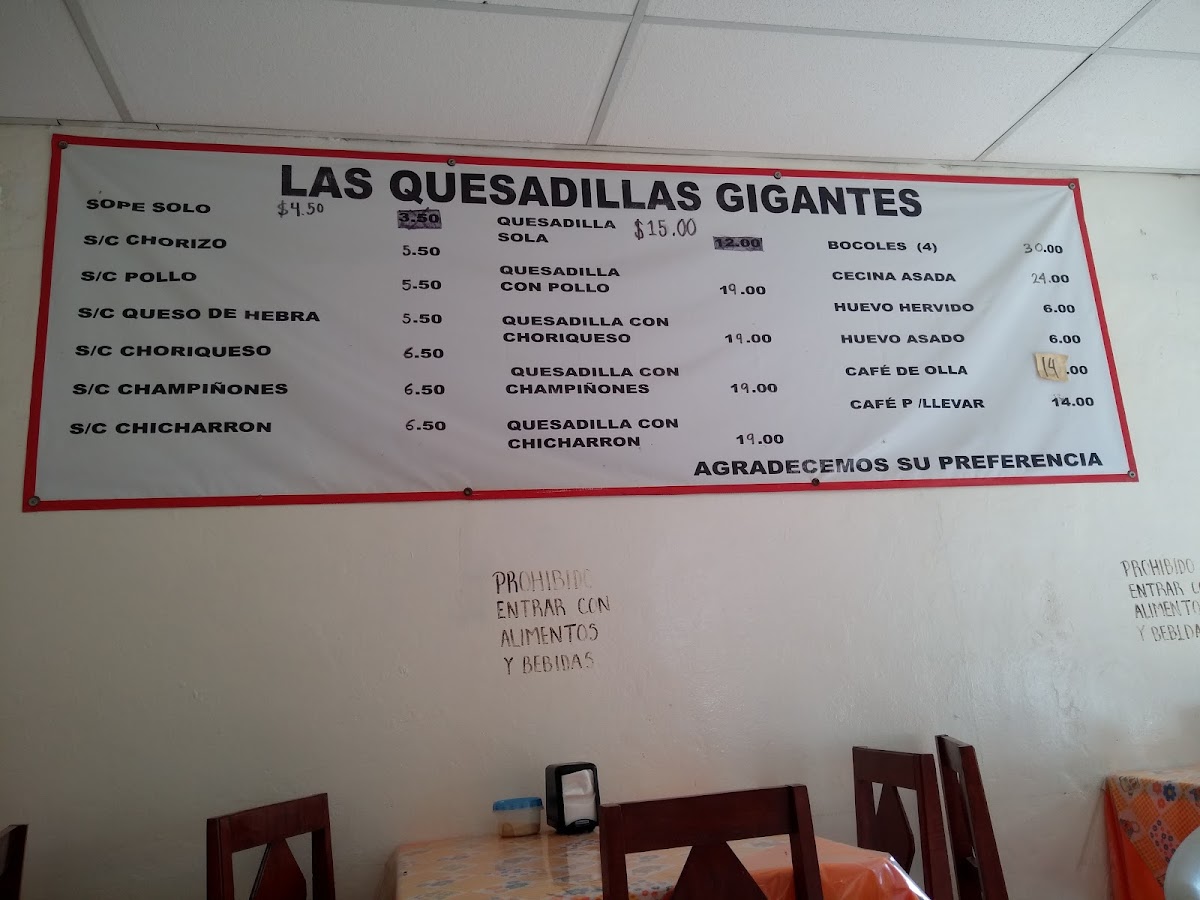 LAS QUESADILLAS GIGANTES
SOPE SOLO $4.50 3.50
S/C CHORIZO 5.50
S/C POLLO 5.50
S/C QUESO DE HEBRA 5.50
S/C CHORIQUESO 6.50
S/C CHAMPIÑONES 6.50
S/C CHICHARRON 6.50
QUESADILLA
SOLA $15.00 12.00
QUESADILLA
CON POLLO 19.00
QUESADILLA CON
CHORIQUESO 19.00
QUESADILLA CON
CHAMPIÑONES 19.00
QUESADILLA CON
CHICHARRON 19.00
BOCOLES (4) 30.00
CECINA ASADA 24.00
HUEVO HERVIDO 6.00
HUEVO ASADO 6.00
CAFÉ DE OLLA 14.00
CAFÉ P /LLEVAR 14.00
AGRADECEMOS SU PREFERENCIA
PROHIBIDO
ENTRAR CON
ALIMENTOS
Y BEBIDAS
PROHIBIDO
ENTRAR